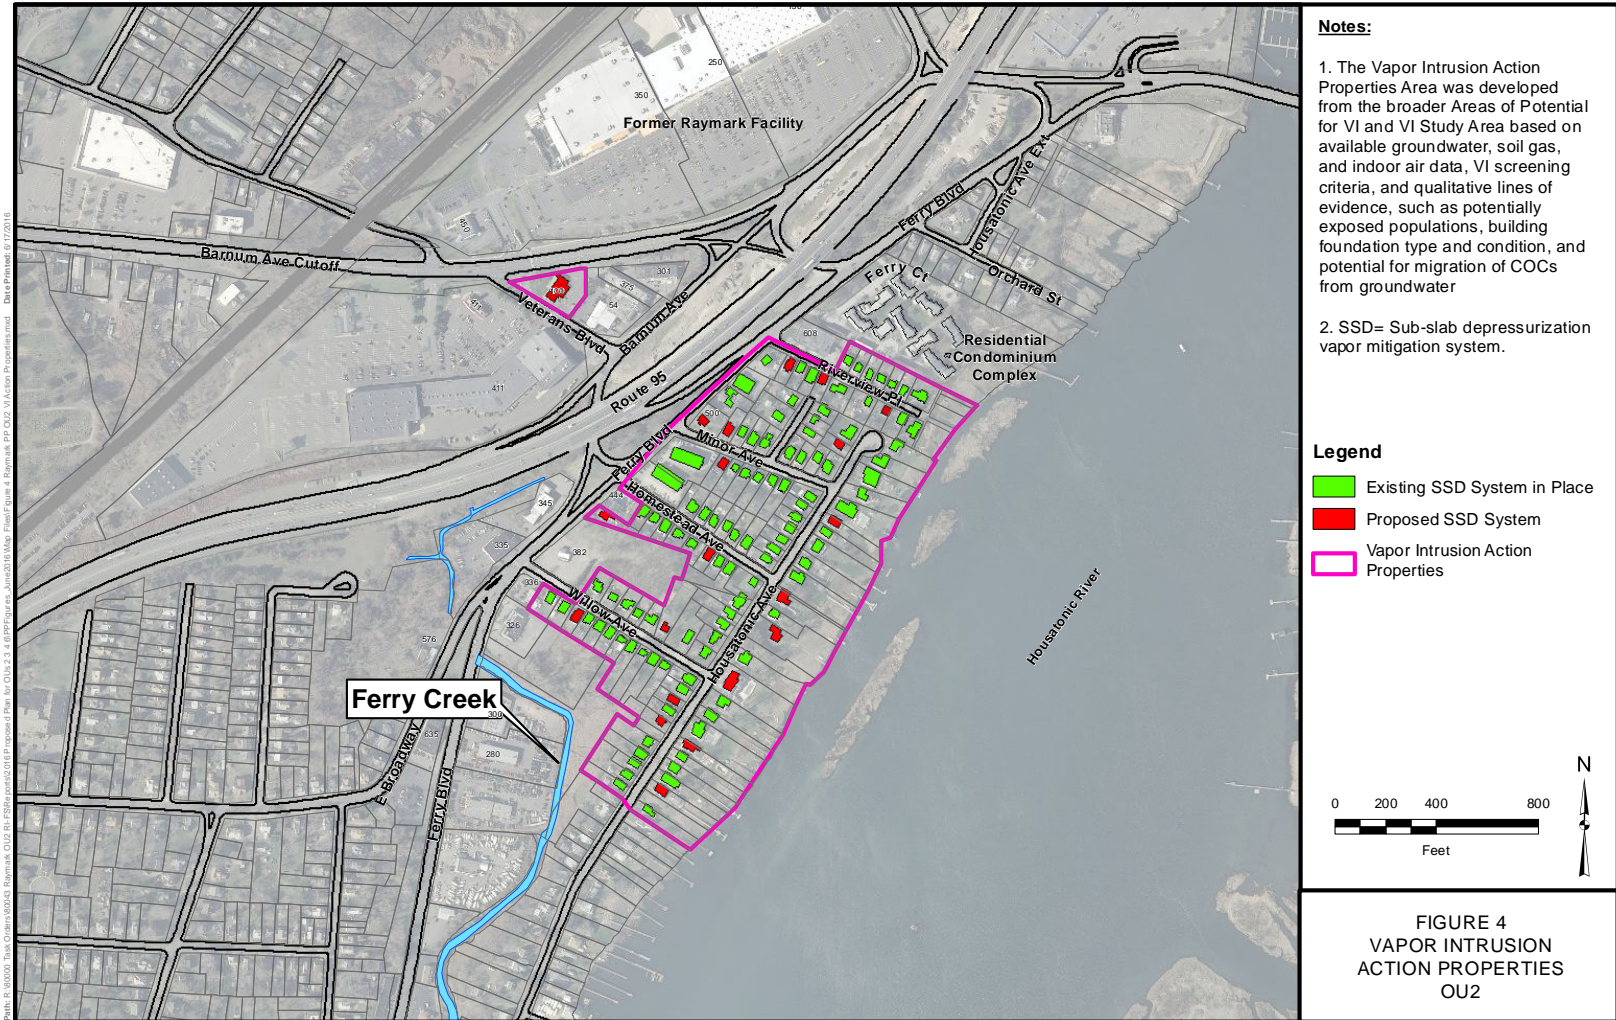 Notes:
1. The Vapor Intrusion Action
Properties Area was developed
from the broader Areas of Potential
for VI and VI Study Area based on
available groundwater, soil gas,
and indoor air data, VI screening
criteria, and qualitative lines of
evidence, such as potentially
exposed populations, building
foundation type and condition, and
potential for migration of COCs
from groundwater
2. SSD= Sub-slab depressurization
vapor mitigation system.
Legend
Existing SSD System in Place
Proposed SSD System
Vapor Intrusion Action
Properties
N
0 200 400 800
Feet
FIGURE 4
VAPOR INTRUSION
ACTION PROPERTIES
OU2
250
350
Former Raymark Facility
450
Barnum Ave Cutoff
Veterans Blvd
Barnum Ave
301
375
54
411
411
Route 95
Ferry Blvd
Housatonic Ave Ext
Orchard St
Ferry Ct
Residential
Condominium
Complex
608
Riverview Pl
500
Minor Ave
Ferry Blvd
Homestead Ave
444
345
335
382
336
326
Willow Ave
Housatonic Ave
Housatonic River
576
Ferry Creek
300
635
280
E Broadway
Ferry Blvd
Date Printed: 6/17/2016